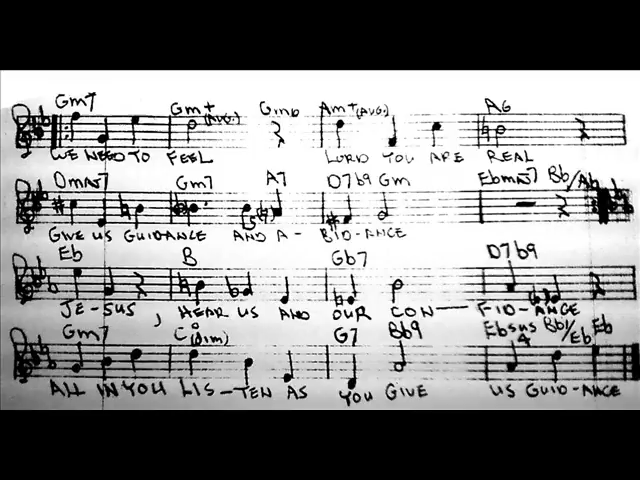 Gm7 Gm+ (AUG.) Gm6 Am+ (AUG.) A6
WE NEED TO FEEL LORD YOU ARE REAL
Dmaj7 Gm7 A7 D7b9 Gm Ebmaj7 Bb/Ab
GIVE US GUIDANCE AND A- BID-ANCE
Eb B Gb7 D7b9
JE-SUS, HEAR US AND OUR CON- FID-ANCE
Gm7 C° (Dim) G7 Bb9 Ebsus4 Bb/Eb Eb
ALL IN YOU LIS-TEN AS YOU GIVE US GUID-ANCE